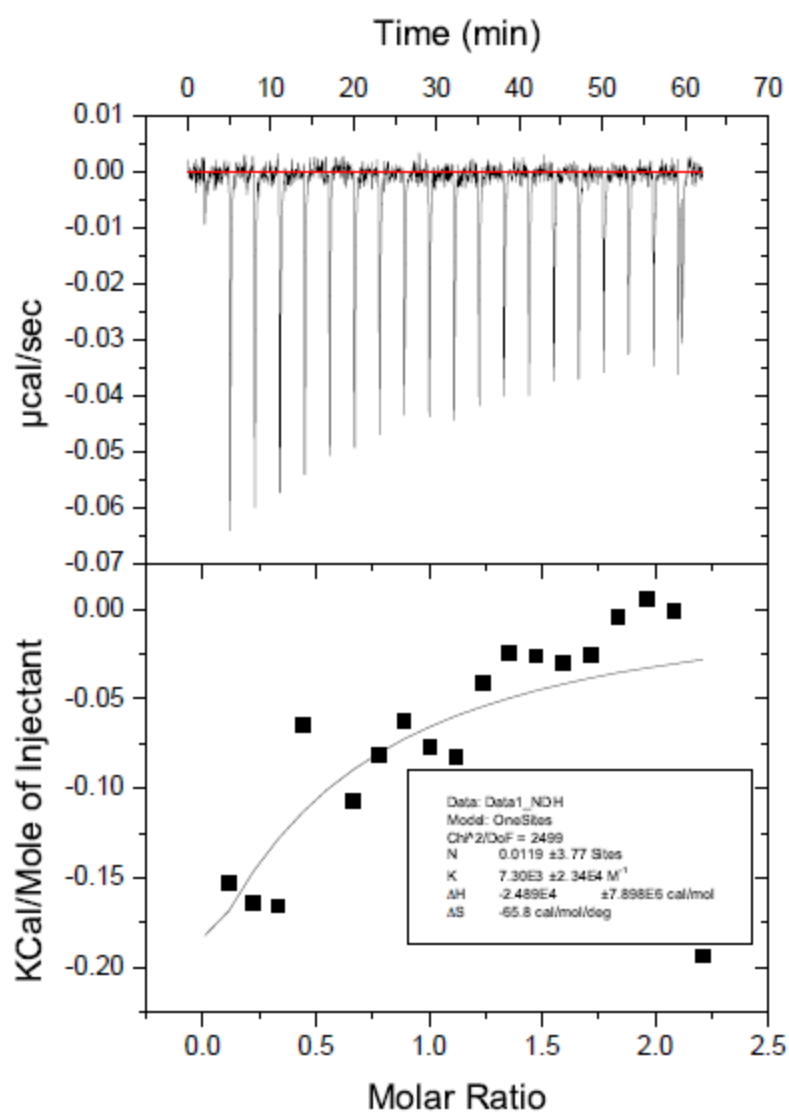 Time (min)
0 10 20 30 40 50 60 70
0.01
0.00
-0.01
-0.02
-0.03
-0.04
-0.05
-0.06
-0.07
µcal/sec
0.00
-0.05
-0.10
-0.15
-0.20
KCal/Mole of Injectant
Data: Data1_NDH
Model: OneSites
Chi^2/DoF = 2499
N 0.0119 ±3.77 Sites
K 7.30E3 ±2.34E4 M⁻¹
ΔH -2.489E4 ±7.898E6 cal/mol
ΔS -65.8 cal/mol/deg
0.0 0.5 1.0 1.5 2.0 2.5
Molar Ratio